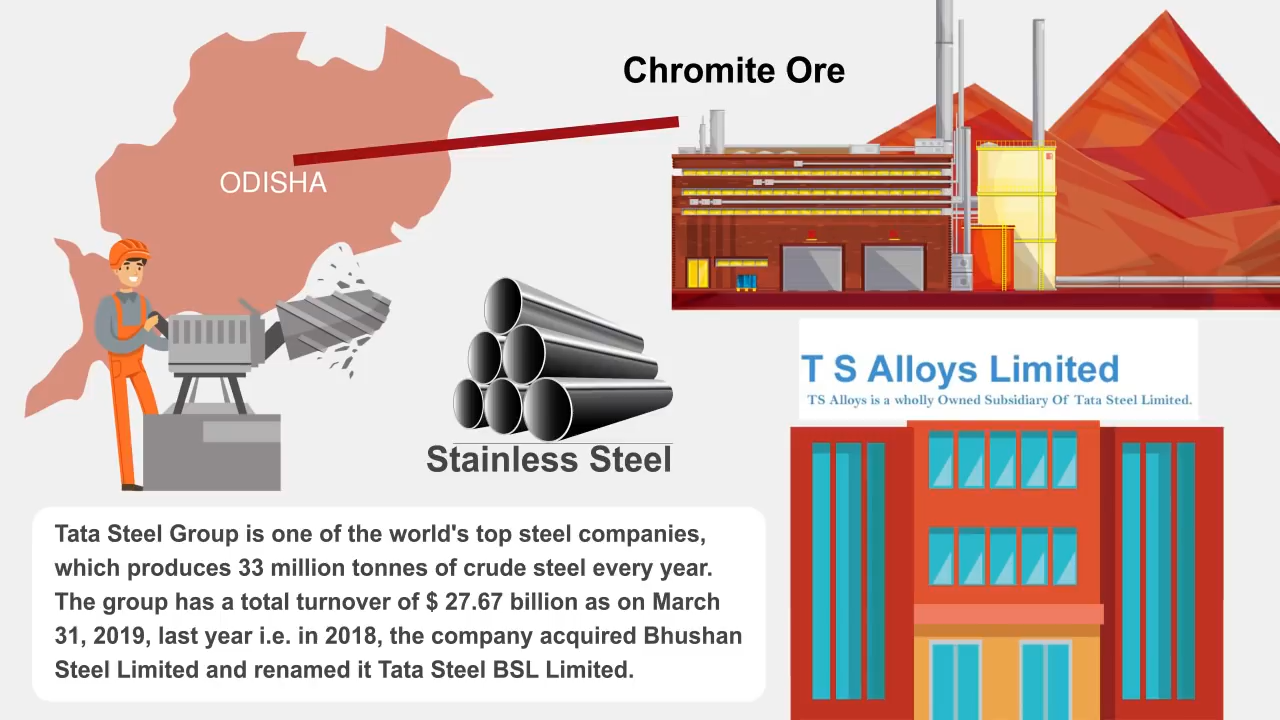 Chromite Ore
ODISHA
Stainless Steel
T S Alloys Limited
TS Alloys is a wholly Owned Subsidiary Of Tata Steel Limited.
Tata Steel Group is one of the world's top steel companies,
which produces 33 million tonnes of crude steel every year.
The group has a total turnover of $ 27.67 billion as on March
31, 2019, last year i.e. in 2018, the company acquired Bhushan
Steel Limited and renamed it Tata Steel BSL Limited.